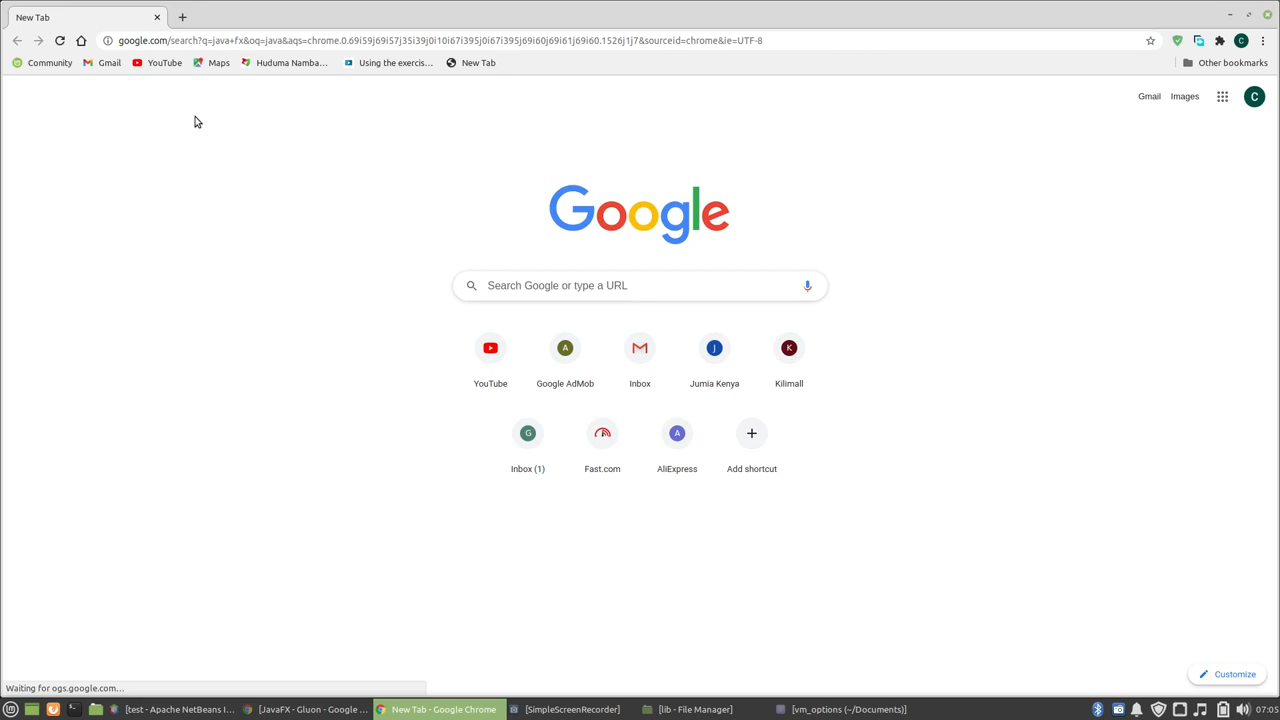 New Tab
google.com/search?q=java+fx&oq=java&aqs=chrome.0.69i59j69i57j35i39j0i10i67i395j0i67i395j69i60j69i61j69i60.1526j1j7&sourceid=chrome&ie=UTF-8
C
Community Gmail YouTube Maps Huduma Namba... Using the exercis... New Tab Other bookmarks
Gmail Images C
Google
Search Google or type a URL
A J K
YouTube Google AdMob Inbox Jumia Kenya Kilimall
G A
Inbox (1) Fast.com AliExpress Add shortcut
Customize
Waiting for ogs.google.com...
[test - Apache NetBeans I... [JavaFX - Gluon - Google ... New Tab - Google Chrome [SimpleScreenRecorder] [lib - File Manager] [vm_options (~/Documents)] 07:05